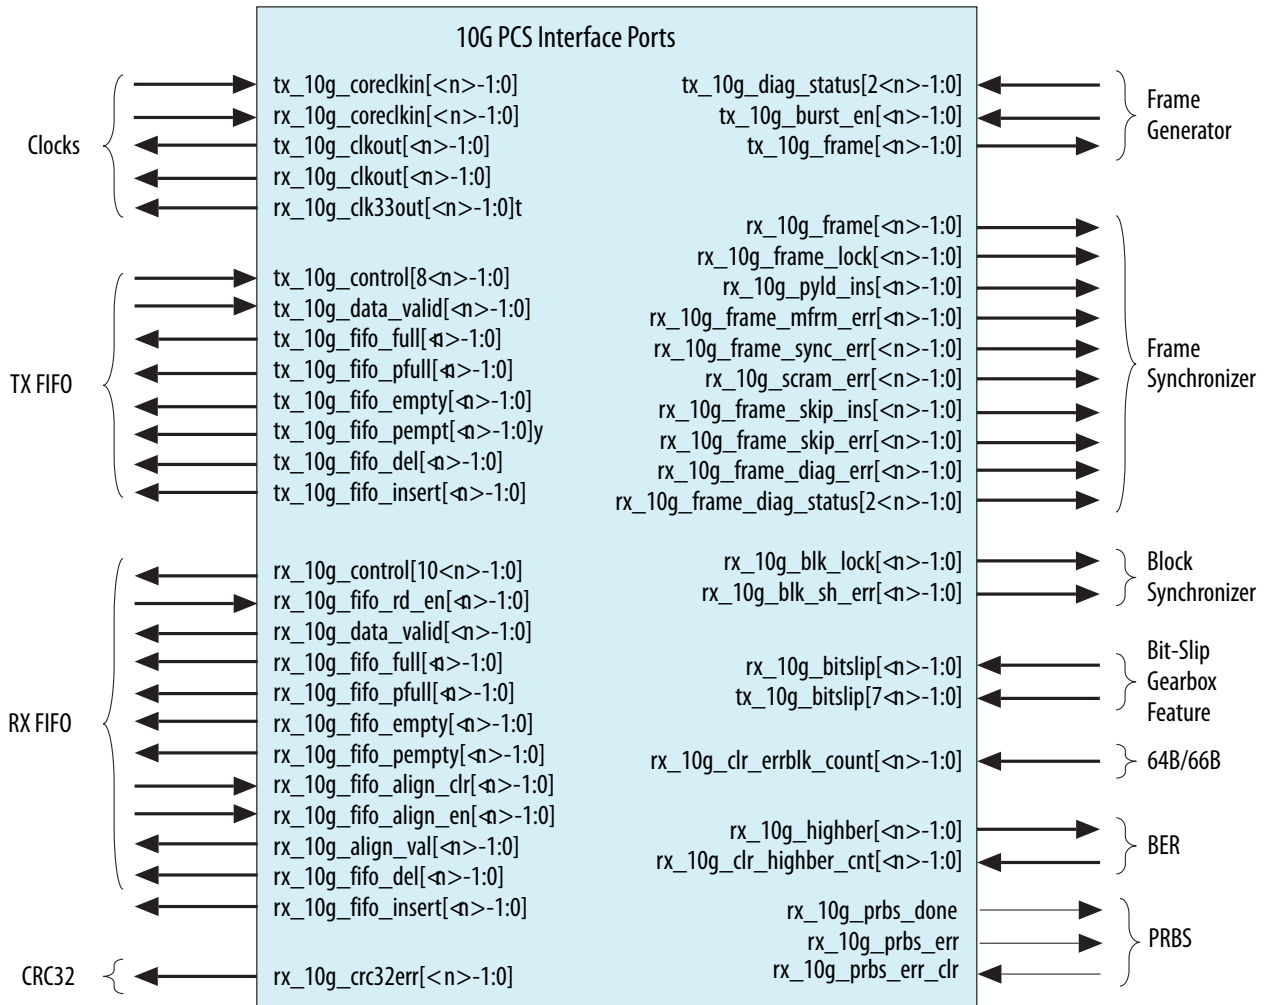 10G PCS Interface Ports
Clocks
tx_10g_coreclkin[<n>-1:0]
rx_10g_coreclkin[<n>-1:0]
tx_10g_clkout[<n>-1:0]
rx_10g_clkout[<n>-1:0]
rx_10g_clk33out[<n>-1:0]t
TX FIFO
tx_10g_control[8<n>-1:0]
tx_10g_data_valid[<n>-1:0]
tx_10g_fifo_full[<n>-1:0]
tx_10g_fifo_pfull[<n>-1:0]
tx_10g_fifo_empty[<n>-1:0]
tx_10g_fifo_pempt[<n>-1:0]y
tx_10g_fifo_del[<n>-1:0]
tx_10g_fifo_insert[<n>-1:0]
RX FIFO
rx_10g_control[10<n>-1:0]
rx_10g_fifo_rd_en[<n>-1:0]
rx_10g_data_valid[<n>-1:0]
rx_10g_fifo_full[<n>-1:0]
rx_10g_fifo_pfull[<n>-1:0]
rx_10g_fifo_empty[<n>-1:0]
rx_10g_fifo_pempty[<n>-1:0]
rx_10g_fifo_align_clr[<n>-1:0]
rx_10g_fifo_align_en[<n>-1:0]
rx_10g_align_val[<n>-1:0]
rx_10g_fifo_del[<n>-1:0]
rx_10g_fifo_insert[<n>-1:0]
CRC32
rx_10g_crc32err[<n>-1:0]
tx_10g_diag_status[2<n>-1:0]
tx_10g_burst_en[<n>-1:0]
tx_10g_frame[<n>-1:0]
Frame
Generator
rx_10g_frame[<n>-1:0]
rx_10g_frame_lock[<n>-1:0]
rx_10g_pyld_ins[<n>-1:0]
rx_10g_frame_mfrm_err[<n>-1:0]
rx_10g_frame_sync_err[<n>-1:0]
rx_10g_scram_err[<n>-1:0]
rx_10g_frame_skip_ins[<n>-1:0]
rx_10g_frame_skip_err[<n>-1:0]
rx_10g_frame_diag_err[<n>-1:0]
rx_10g_frame_diag_status[2<n>-1:0]
Frame
Synchronizer
rx_10g_blk_lock[<n>-1:0]
rx_10g_blk_sh_err[<n>-1:0]
Block
Synchronizer
rx_10g_bitslip[<n>-1:0]
tx_10g_bitslip[7<n>-1:0]
Bit-Slip
Gearbox
Feature
rx_10g_clr_errblk_count[<n>-1:0]
64B/66B
rx_10g_highber[<n>-1:0]
rx_10g_clr_highber_cnt[<n>-1:0]
BER
rx_10g_prbs_done
rx_10g_prbs_err
rx_10g_prbs_err_clr
PRBS